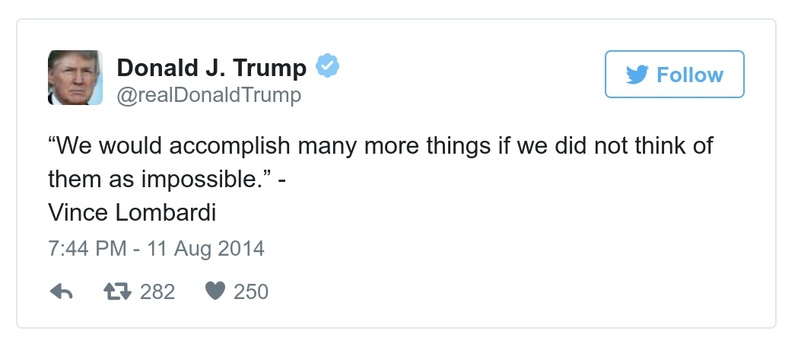 Donald J. Trump
@realDonaldTrump
Follow
“We would accomplish many more things if we did not think of
them as impossible.” -
Vince Lombardi
7:44 PM - 11 Aug 2014
282 250